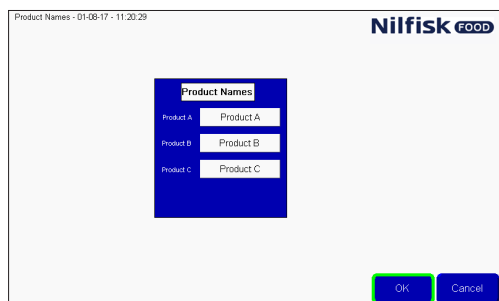 Product Names - 01-08-17 - 11:20:29
Nilfisk FOOD
Product Names
Product A Product A
Product B Product B
Product C Product C
OK Cancel